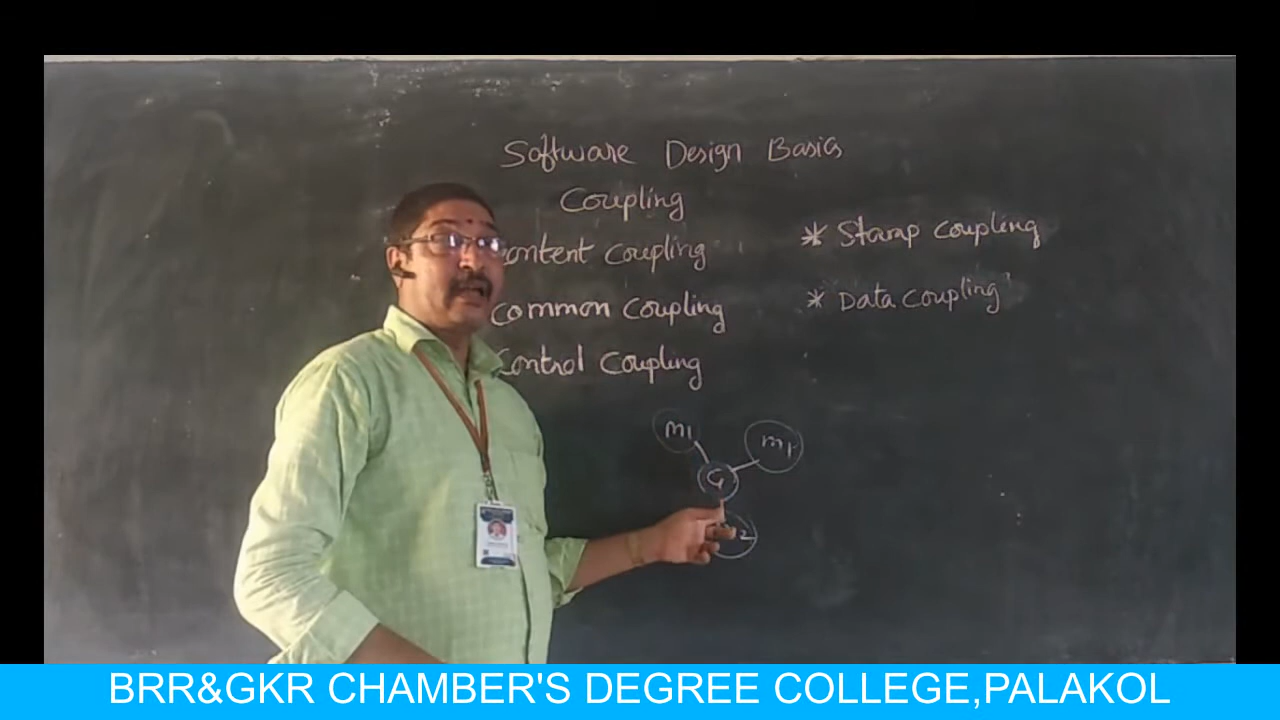 Software Design Basics
Coupling
content coupling
common coupling
control coupling
* Stamp coupling
* Data coupling
M1
G
2
BRR&GKR CHAMBER'S DEGREE COLLEGE,PALAKOL